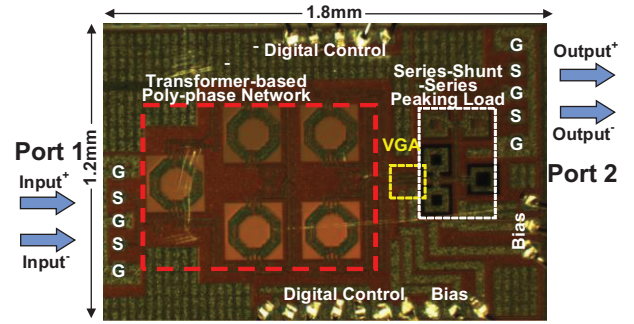 1.8mm
Digital Control
Transformer-based
Poly-phase Network
Series-Shunt
-Series
Peaking Load
G
S
G
S
G
Output+
Output-
Port 1
1.2mm
Input+
Input-
G
S
G
S
G
VGA
Port 2
Bias
Digital Control
Bias